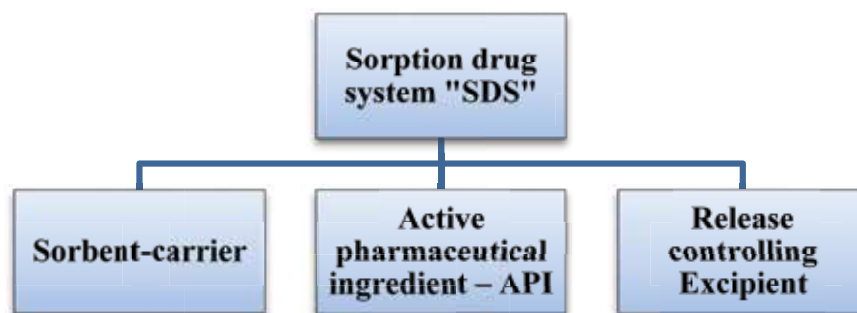 Sorption drug
system "SDS"
Sorbent-carrier
Active
pharmaceutical
ingredient – API
Release
controlling
Excipient